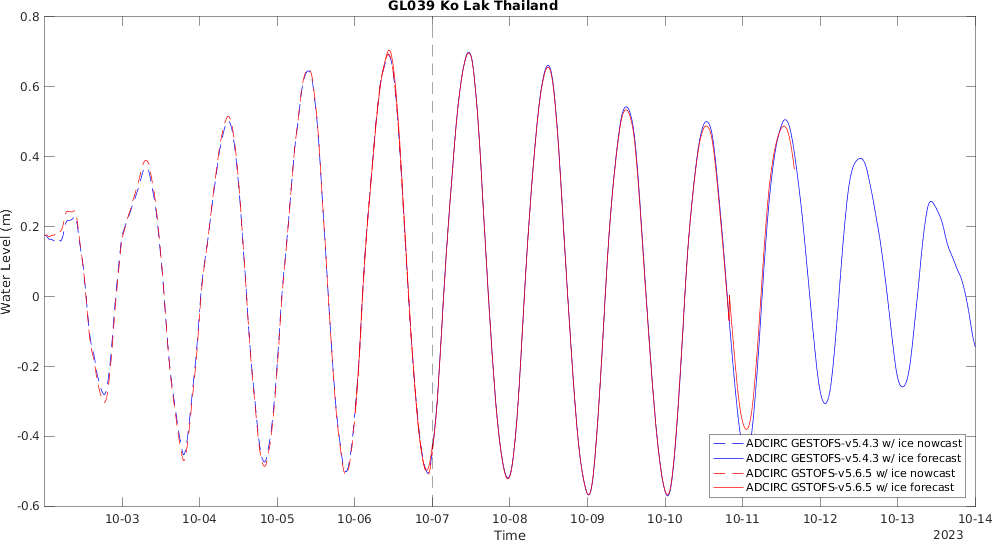 GL039 Ko Lak Thailand
0.8
0.6
0.4
0.2
0
-0.2
-0.4
-0.6
Water Level (m)
ADCIRC GESTOFS-v5.4.3 w/ ice nowcast
ADCIRC GESTOFS-v5.4.3 w/ ice forecast
ADCIRC GSTOFS-v5.6.5 w/ ice nowcast
ADCIRC GSTOFS-v5.6.5 w/ ice forecast
10-03 10-04 10-05 10-06 10-07 10-08 10-09 10-10 10-11 10-12 10-13 10-14
Time
2023